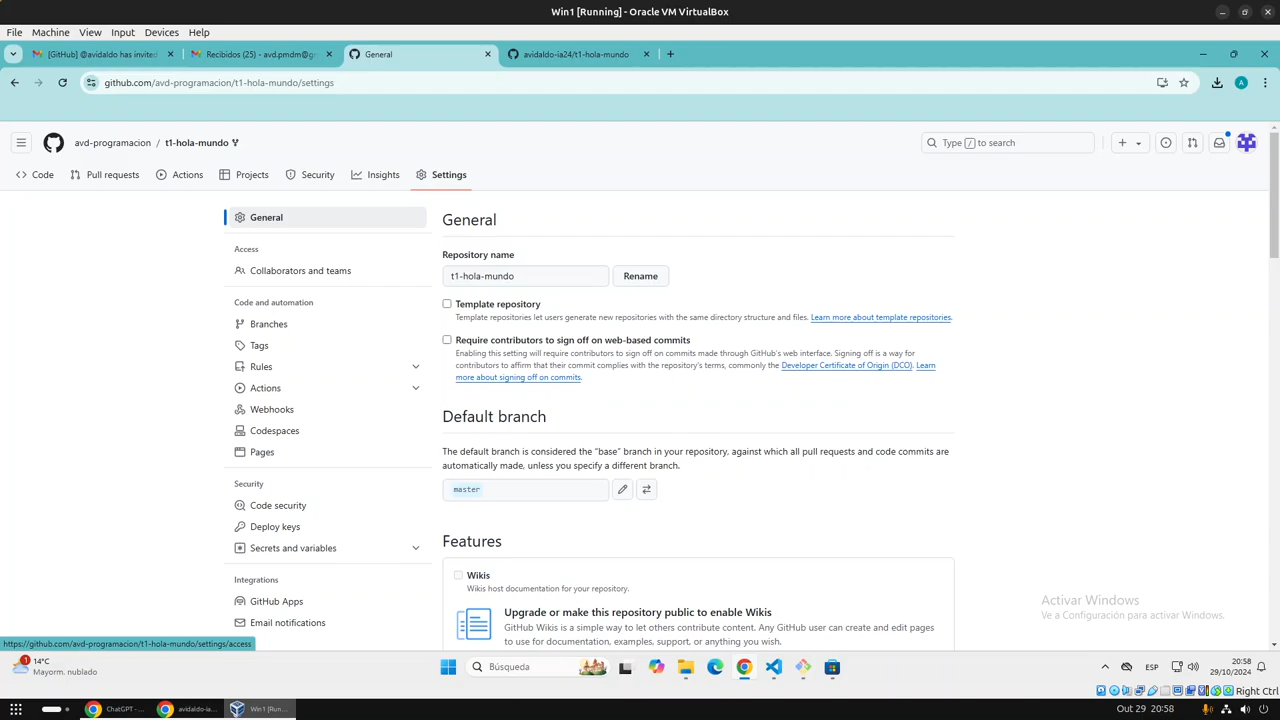 Win1 [Running] - Oracle VM VirtualBox
File Machine View Input Devices Help
[GitHub] @avidaldo has invited
Recibidos (25) - avd.pmdm@g
General
avidaldo-ia24/t1-hola-mundo
github.com/avd-programacion/t1-hola-mundo/settings
A
avd-programacion / t1-hola-mundo
Type / to search
Code
Pull requests
Actions
Projects
Security
Insights
Settings
General
Access
Collaborators and teams
Code and automation
Branches
Tags
Rules
Actions
Webhooks
Codespaces
Pages
Security
Code security
Deploy keys
Secrets and variables
Integrations
GitHub Apps
Email notifications
General
Repository name
t1-hola-mundo
Rename
Template repository
Template repositories let users generate new repositories with the same directory structure and files. Learn more about template repositories.
Require contributors to sign off on web-based commits
Enabling this setting will require contributors to sign off on commits made through GitHub's web interface. Signing off is a way for
contributors to affirm that their commit complies with the repository's terms, commonly the Developer Certificate of Origin (DCO). Learn
more about signing off on commits.
Default branch
The default branch is considered the "base" branch in your repository, against which all pull requests and code commits are
automatically made, unless you specify a different branch.
master
Features
Wikis
Wikis host documentation for your repository.
Upgrade or make this repository public to enable Wikis
GitHub Wikis is a simple way to let others contribute content. Any GitHub user can create and edit pages
to use for documentation, examples, support, or anything you wish.
Activar Windows
Ve a Configuración para activar Windows.
https://github.com/avd-programacion/t1-hola-mundo/settings/access
1
14°C
Mayorm. nublado
Búsqueda
ESP
20:58
29/10/2024
Right Ctrl
ChatGPT - ...
avidaldo-ia...
Win1 [Run...
Out 29 20:58